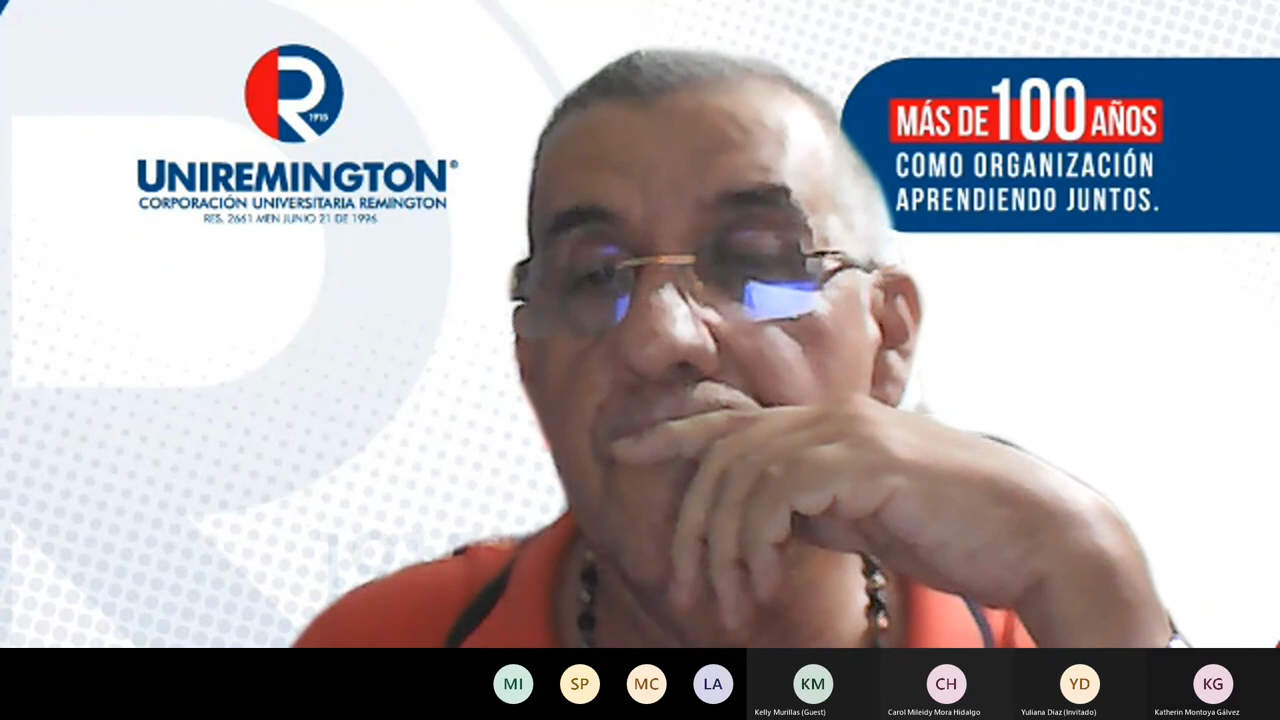 R
1915
UNIREMINGTON®
CORPORACIÓN UNIVERSITARIA REMINGTON
RES. 2661 MEN JUNIO 21 DE 1996
MÁS DE 100 AÑOS
COMO ORGANIZACIÓN
APRENDIENDO JUNTOS.
MI
SP
MC
LA
KM
CH
YD
KG
Kelly Murillas (Guest)
Carol Mileidy Mora Hidalgo
Yuliana Diaz (Invitado)
Katherin Montoya Gálvez